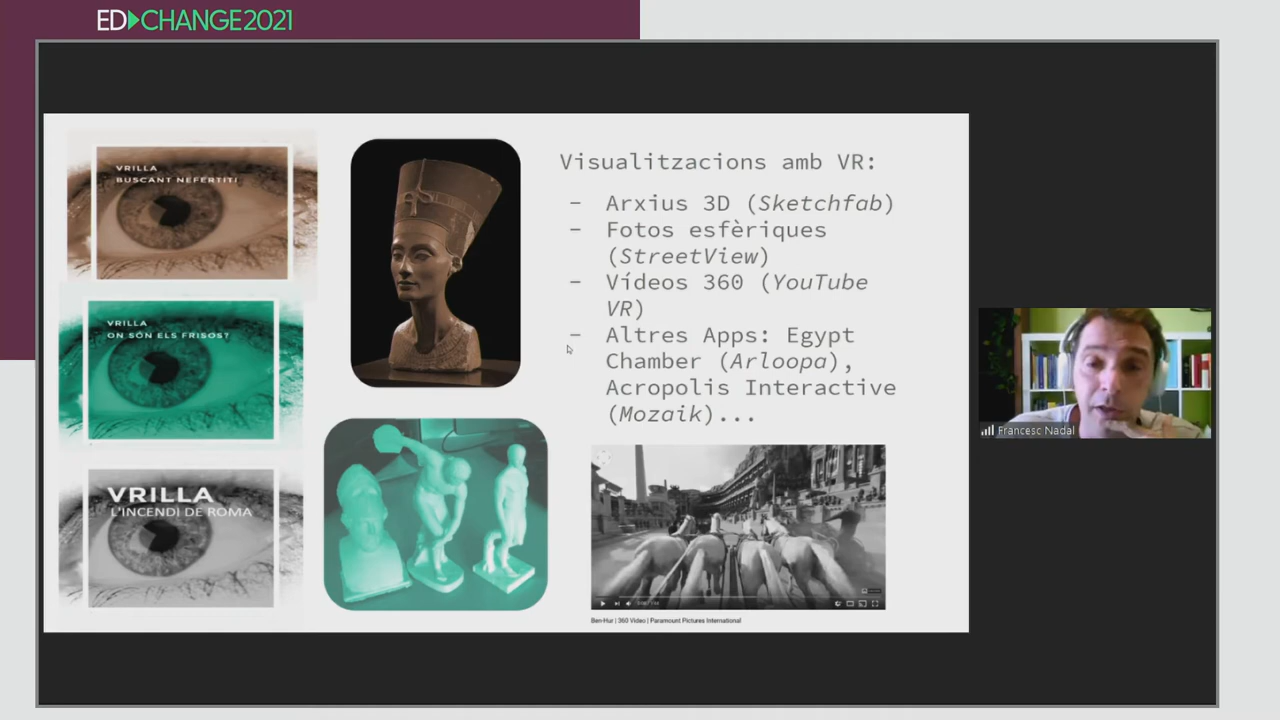 ED CHANGE2021
VRILLA
BUSCANT NEFERTITI
VRILLA
ON SÓN ELS FRISOS?
VRILLA
L'INCENDI DE ROMA
Visualitzacions amb VR:
- Arxius 3D (Sketchfab)
- Fotos esfèriques
(StreetView)
- Vídeos 360 (YouTube
VR)
- Altres Apps: Egypt
Chamber (Arloopa),
Acropolis Interactive
(Mozaik)...
Ben-Hur | 360 Video | Paramount Pictures International
Francesc Nadal